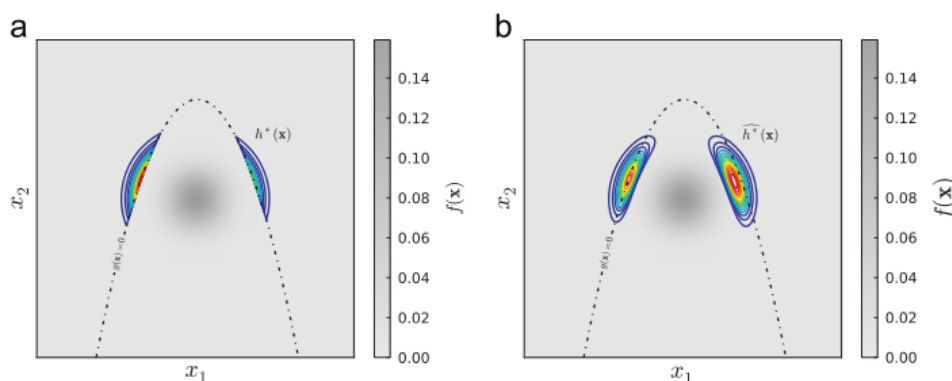 a
h*(x)
g(x)=0
x₂
x₁
0.14
0.12
0.10
0.08
0.06
0.04
0.02
0.00
f(x)
b
ĥ*(x)
g(x)=0
x₂
x₁
0.14
0.12
0.10
0.08
0.06
0.04
0.02
0.00
f(x)